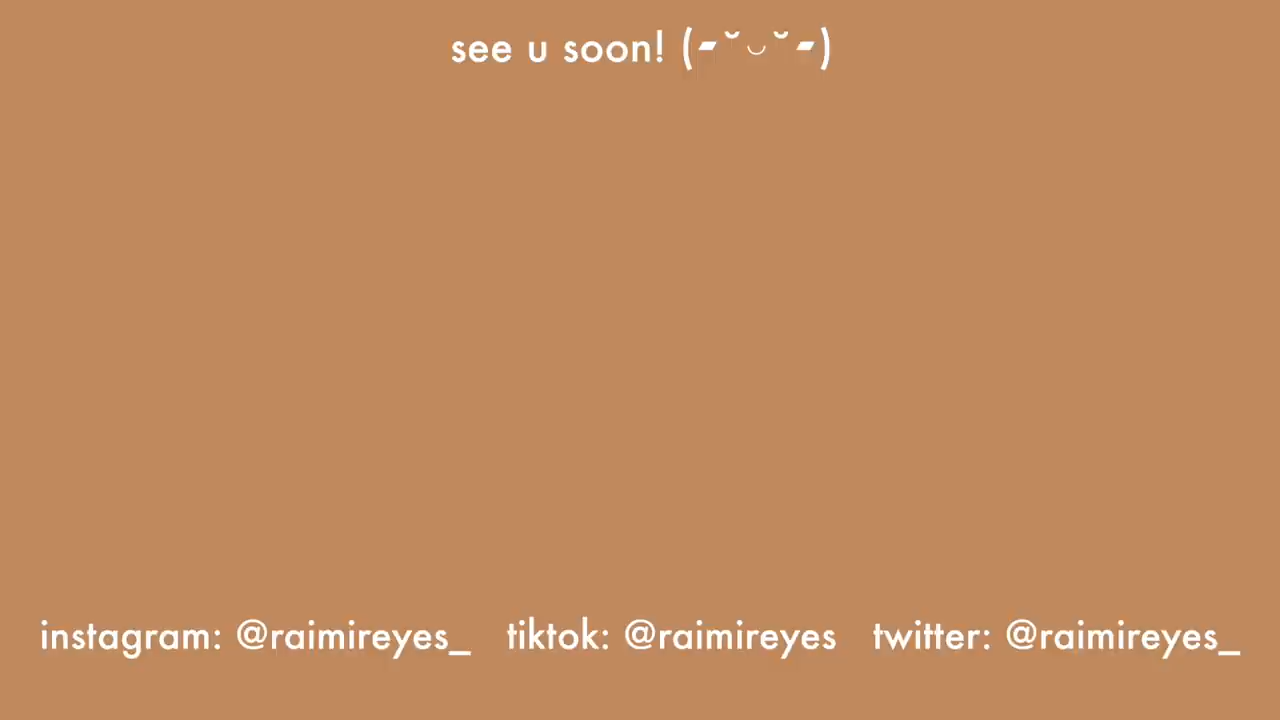 see u soon! (▰˘◡˘▰)
instagram: @raimireyes_ tiktok: @raimireyes twitter: @raimireyes_